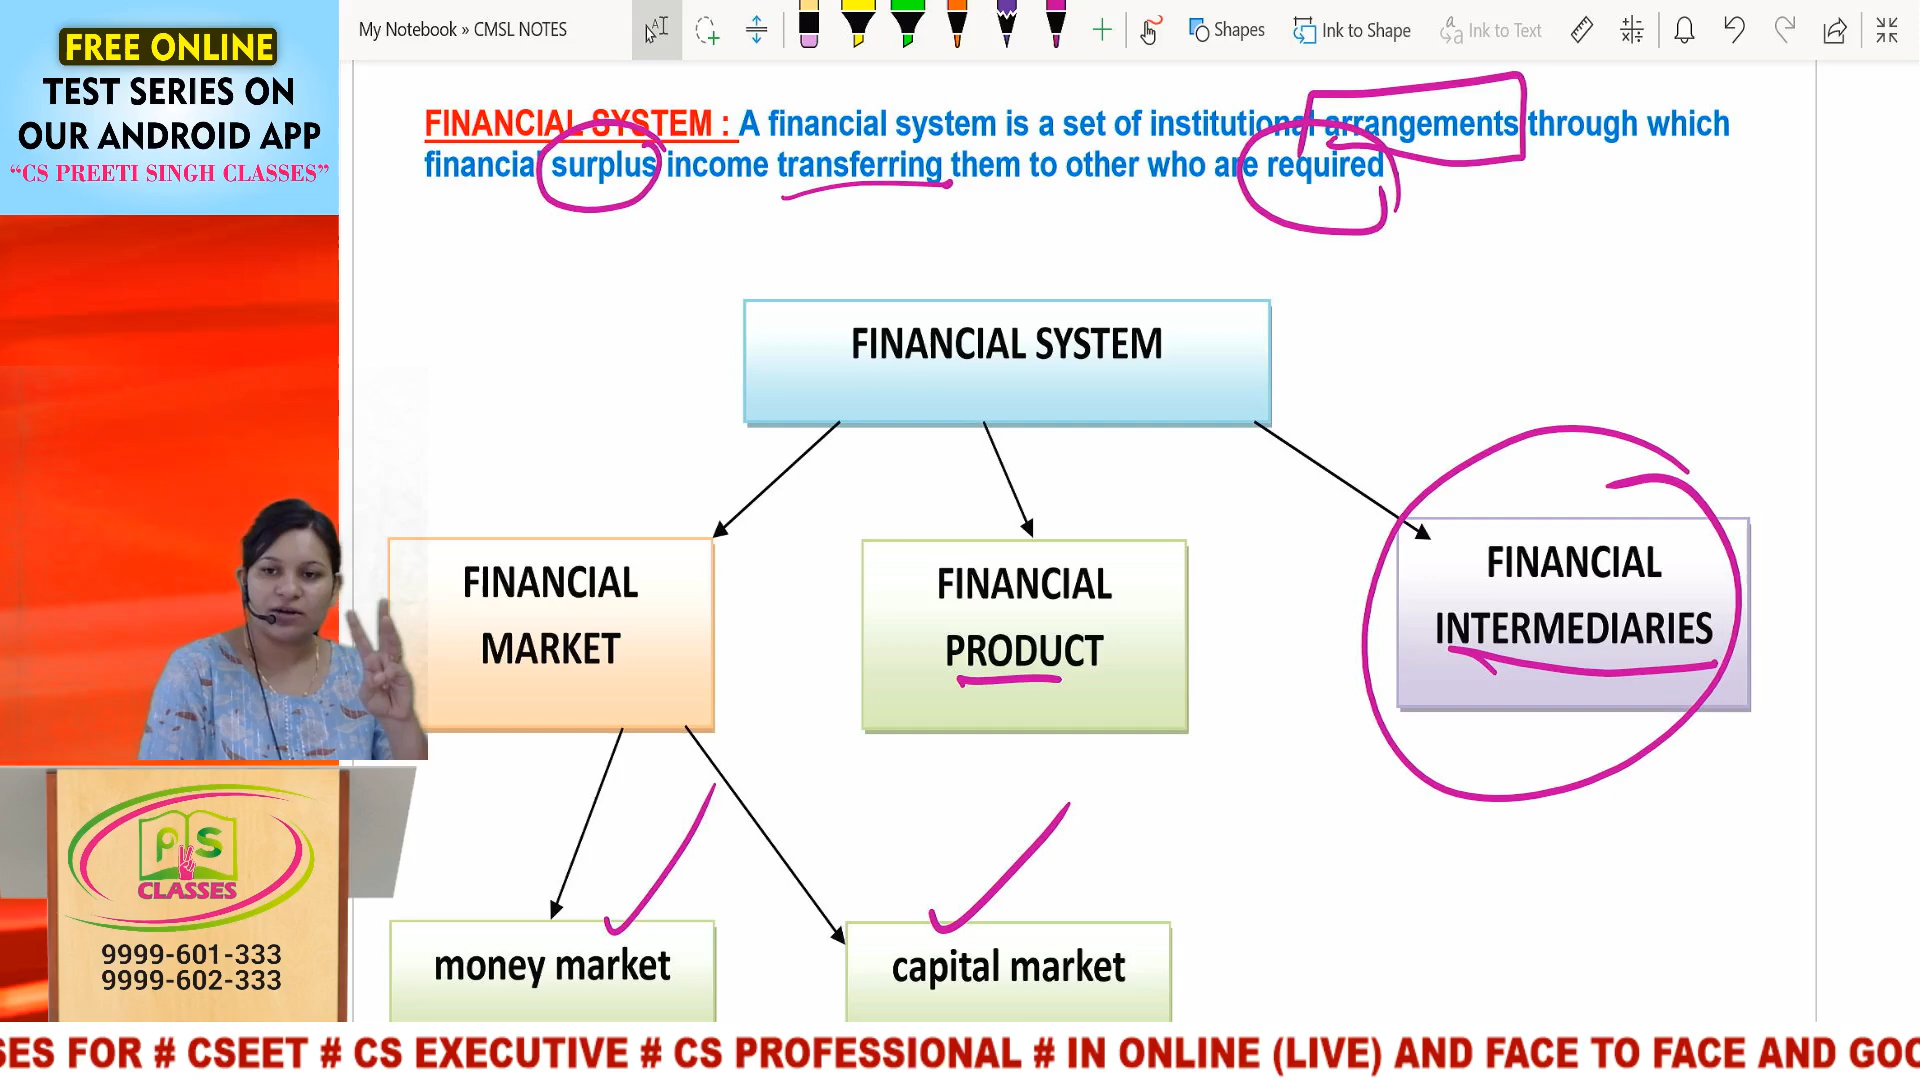 FREE ONLINE
TEST SERIES ON
OUR ANDROID APP
“CS PREETI SINGH CLASSES”
My Notebook » CMSL NOTES
Shapes
Ink to Shape
Ink to Text
FINANCIAL SYSTEM : A financial system is a set of institutional arrangements through which
financial surplus income transferring them to other who are required
FINANCIAL SYSTEM
FINANCIAL
MARKET
FINANCIAL
PRODUCT
FINANCIAL
INTERMEDIARIES
money market
capital market
PS
CLASSES
9999-601-333
9999-602-333
SES FOR # CSEET # CS EXECUTIVE # CS PROFESSIONAL # IN ONLINE (LIVE) AND FACE TO FACE AND GOO